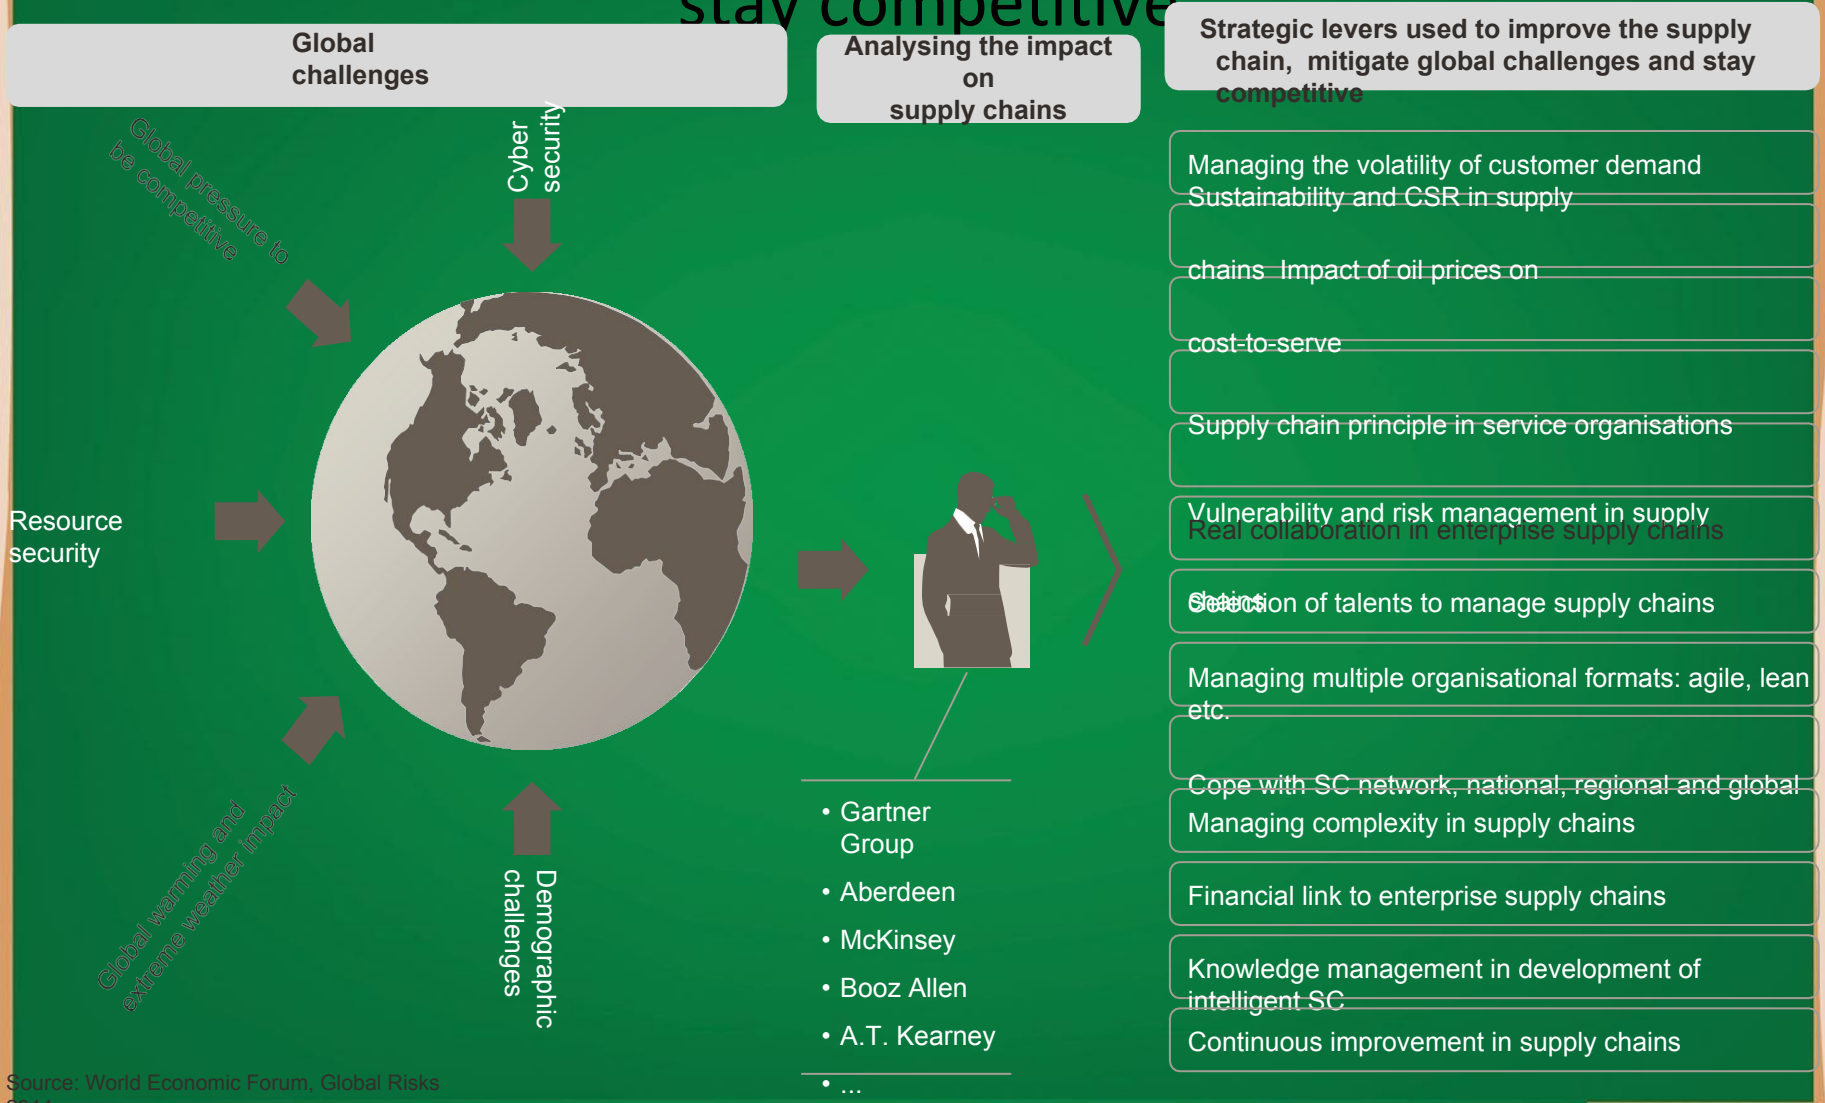 stay competitive
Global
challenges
Analysing the impact
on
supply chains
Strategic levers used to improve the supply
chain, mitigate global challenges and stay
competitive
Global pressure to
be competitive
Cyber
security
Resource
security
Global warming and
extreme weather impact
Demographic
challenges
• Gartner
Group
• Aberdeen
• McKinsey
• Booz Allen
• A.T. Kearney
• ...
Managing the volatility of customer demand
Sustainability and CSR in supply
chains Impact of oil prices on
cost-to-serve
Supply chain principle in service organisations
Vulnerability and risk management in supply
Real collaboration in enterprise supply chains
chains
Selection of talents to manage supply chains
Managing multiple organisational formats: agile, lean
etc.
Cope with SC network, national, regional and global
Managing complexity in supply chains
Financial link to enterprise supply chains
Knowledge management in development of
intelligent SC
Continuous improvement in supply chains
Source: World Economic Forum, Global Risks